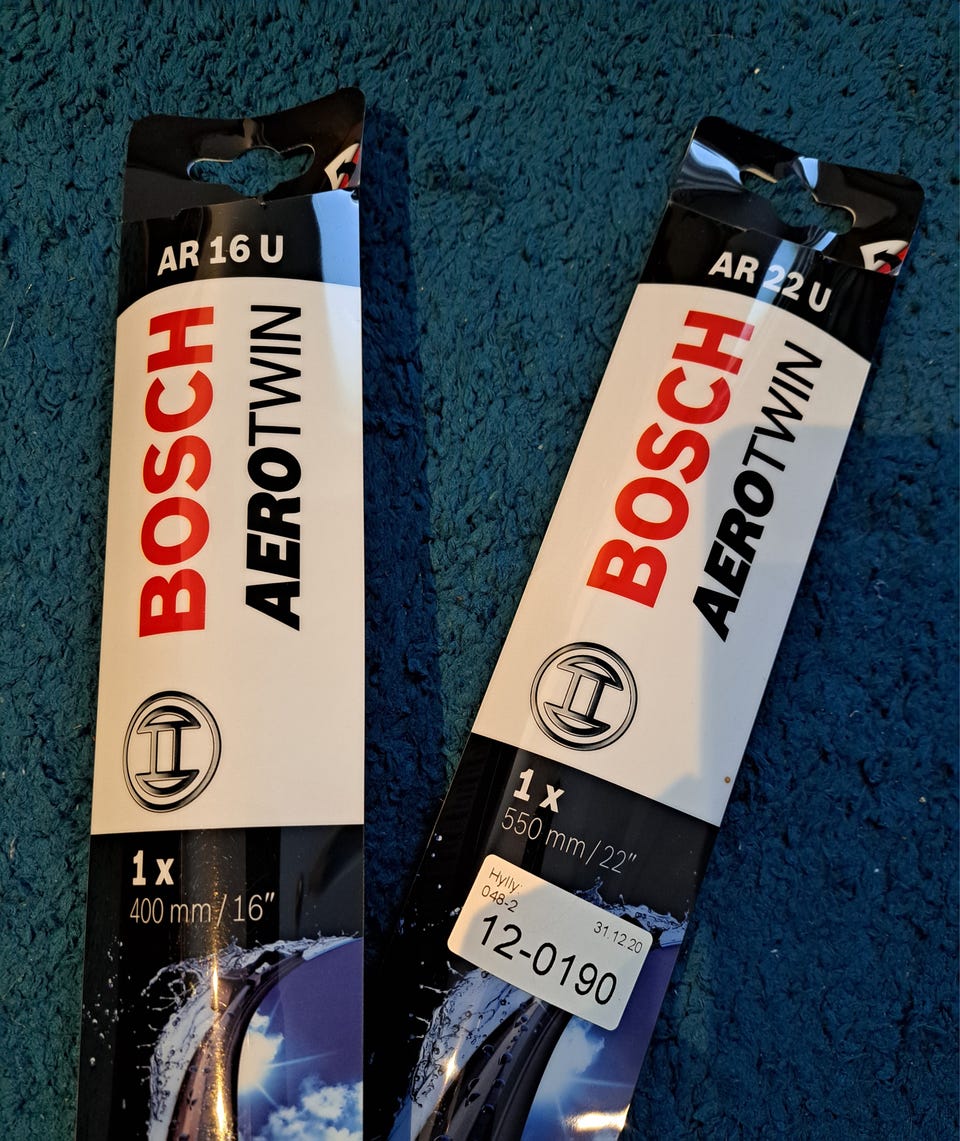 AR 16 U
BOSCH
AEROTWIN
1 x
400 mm / 16"
AR 22 U
BOSCH
AEROTWIN
1 x
550 mm / 22"
Hylly:
048-2
31.12.20
12-0190